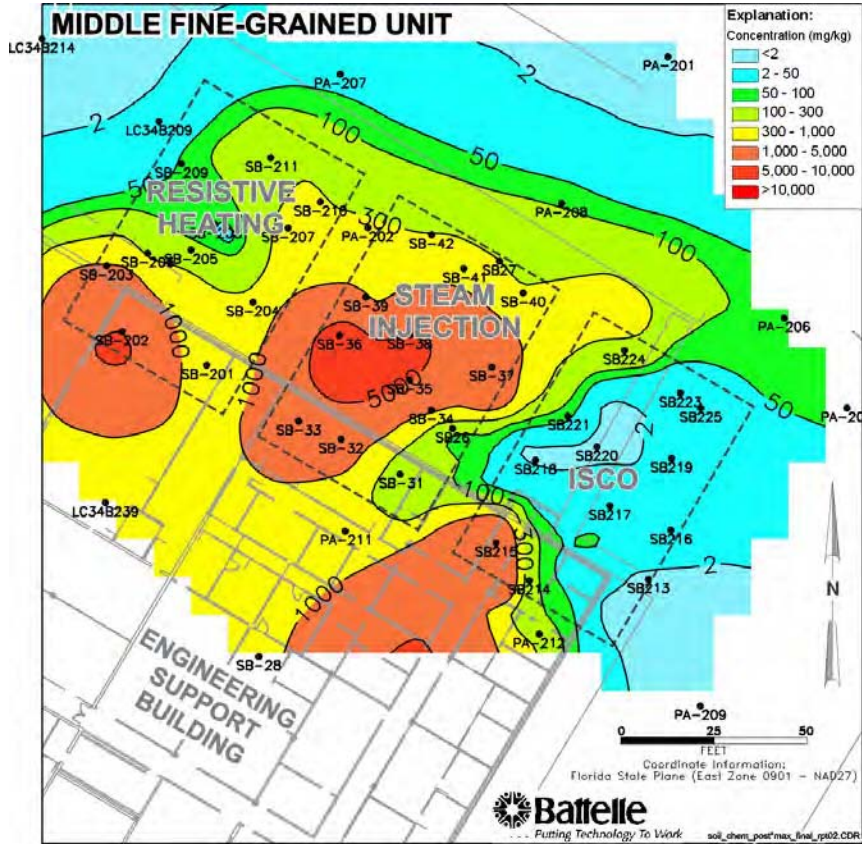 MIDDLE FINE-GRAINED UNIT
Explanation:
Concentration (mg/kg)
<2
2 - 50
50 - 100
100 - 300
300 - 1,000
1,000 - 5,000
5,000 - 10,000
>10,000
LC34B214
PA-207
PA-201
2
2
LC34B209
100
50
SB-209
SB-211
RESISTIVE
HEATING
SB-210
300
PA-208
SB-207
PA-202
SB-42
100
SB-205
SB-203
SB-41
SB27
SB-40
STEAM
INJECTION
SB-39
SB-204
PA-206
SB-202
1000
SB-36
SB-38
SB224
SB-201
1000
5000
SB-35
SB-37
SB223
SB225
50
SB-34
SB221
2
SB-33
SB26
SB-32
SB220
SB218
SB219
ISCO
SB-31
100
LC34B239
SB217
PA-211
SB215
300
SB216
1000
SB214
SB213
2
N
PA-212
SB-28
ENGINEERING
SUPPORT
BUILDING
PA-209
0 25 50
FEET
Coordinate Information:
Florida State Plane (East Zone 0901 - NAD27)
Battelle
... Putting Technology To Work
soil_chem_post*max_final_rpt02.CDR